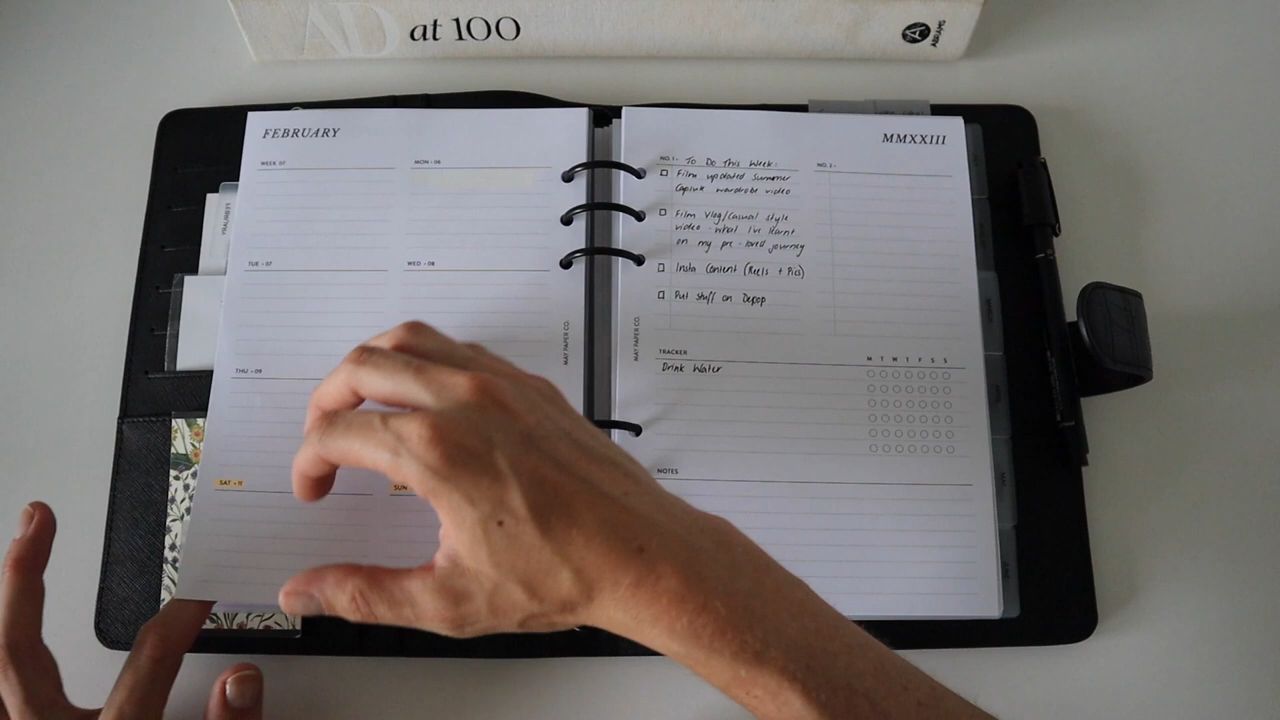 AD at 100
ABRAMS
FEBRUARY
WEEK 07
MON - 06
TUE - 07
WED - 08
THU - 09
SAT - 11
SUN
MAY PAPER CO.
MMXXIII
NO.1 - To Do This Week:
Film updated summer
Capsule wardrobe video
Film Vlog/Casual style
video - what I've learnt
on my pre-loved journey
Insta Content (Reels + Pics)
Put stuff on Depop
NO.2 -
MAY PAPER CO.
TRACKER
M T W T F S S
Drink Water
NOTES